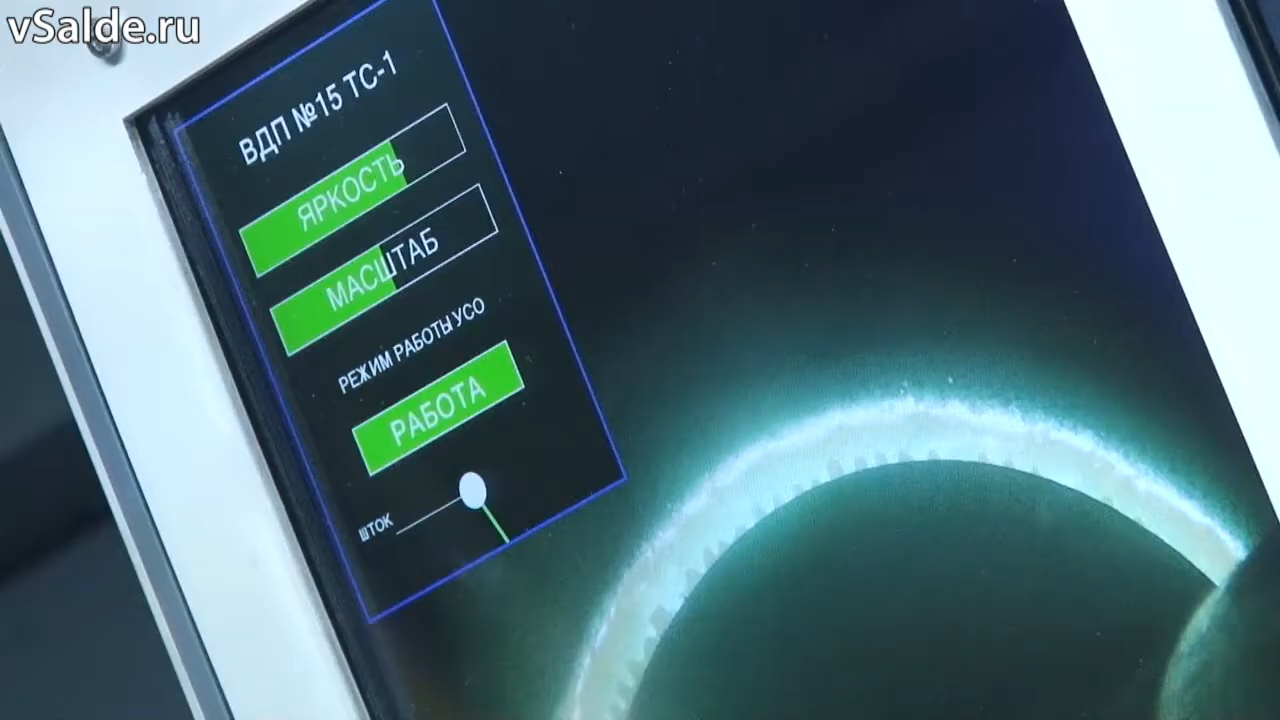 vSalde.ru
ВДП №15 ТС-1
ЯРКОСТЬ
МАСШТАБ
РЕЖИМ РАБОТЫ УСО
РАБОТА
ШТОК